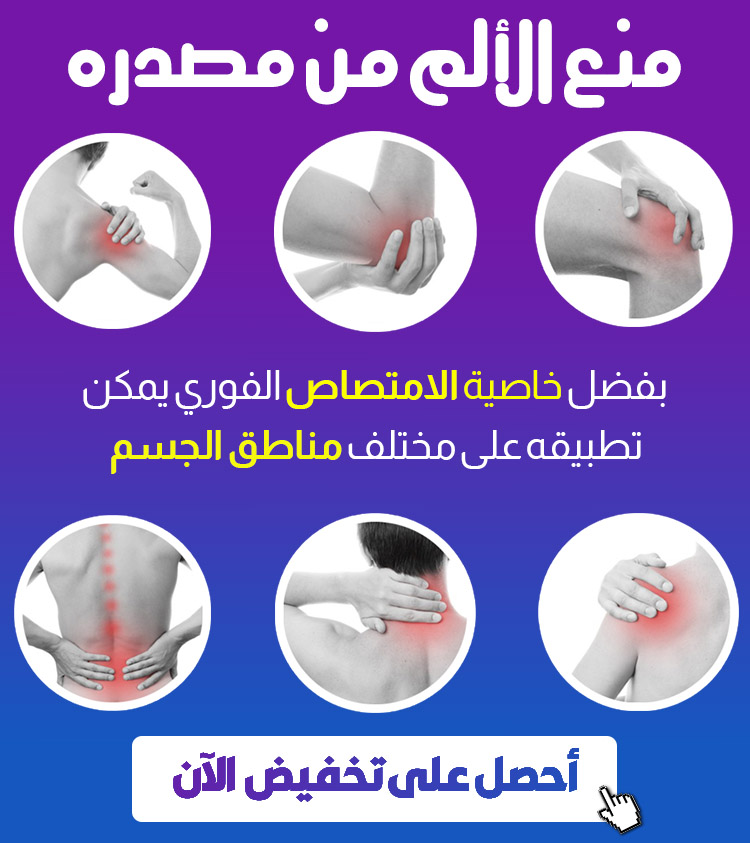 منع الألم من مصدره
بفضل خاصية الامتصاص الفوري يمكن
تطبيقه على مختلف مناطق الجسم
أحصل على تخفيض الآن